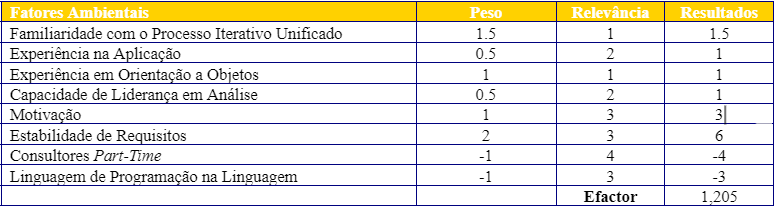 Fatores Ambientais Peso Relevância Resultados
Familiaridade com o Processo Iterativo Unificado 1.5 1 1.5
Experiência na Aplicação 0.5 2 1
Experiência em Orientação a Objetos 1 1 1
Capacidade de Liderança em Análise 0.5 2 1
Motivação 1 3 3
Estabilidade de Requisitos 2 3 6
Consultores Part-Time -1 4 -4
Linguagem de Programação na Linguagem -1 3 -3
Efactor 1,205